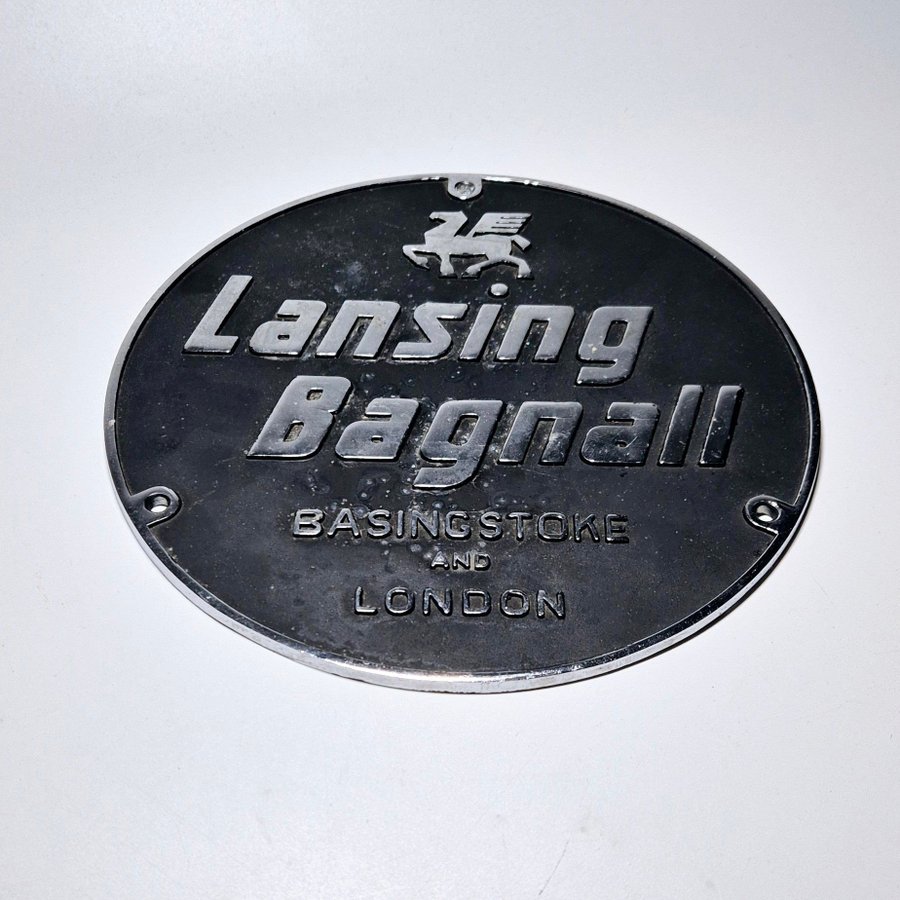 Lansing
Bagnall
BASINGSTOKE
AND
LONDON